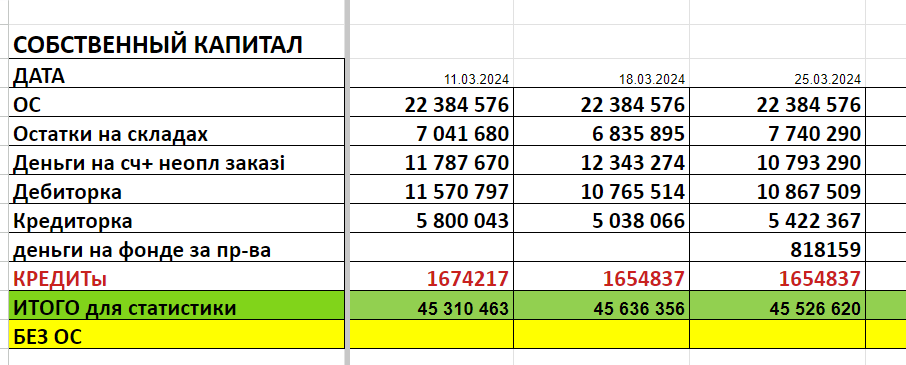 СОБСТВЕННЫЙ КАПИТАЛ
ДАТА 11.03.2024 18.03.2024 25.03.2024
ОС 22 384 576 22 384 576 22 384 576
Остатки на складах 7 041 680 6 835 895 7 740 290
Деньги на сч+ неопл заказі 11 787 670 12 343 274 10 793 290
Дебиторка 11 570 797 10 765 514 10 867 509
Кредиторка 5 800 043 5 038 066 5 422 367
деньги на фонде за пр-ва 818159
КРЕДИТы 1674217 1654837 1654837
ИТОГО для статистики 45 310 463 45 636 356 45 526 620
БЕЗ ОС